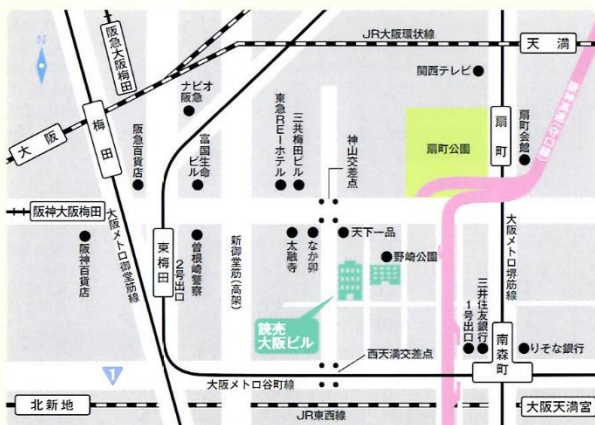 N
阪急大阪梅田
JR大阪環状線
天満
ナビオ
阪急
関西テレビ
大阪
梅田
阪急百貨店
富国生命
ビル
東急REIホテル
三共梅田ビル
神山交差点
扇町公園
扇町
扇町会館
阪神大阪梅田
阪神百貨店
大阪メトロ御堂筋線
東梅田
2号出口
曽根崎警察
新御堂筋(高架)
太融寺
なか卯
天下一品
野崎公園
大阪メトロ堺筋線
読売
大阪ビル
三井住友銀行
1号出口
南森町
りそな銀行
西天満交差点
1
大阪メトロ谷町線
北新地
JR東西線
大阪天満宮